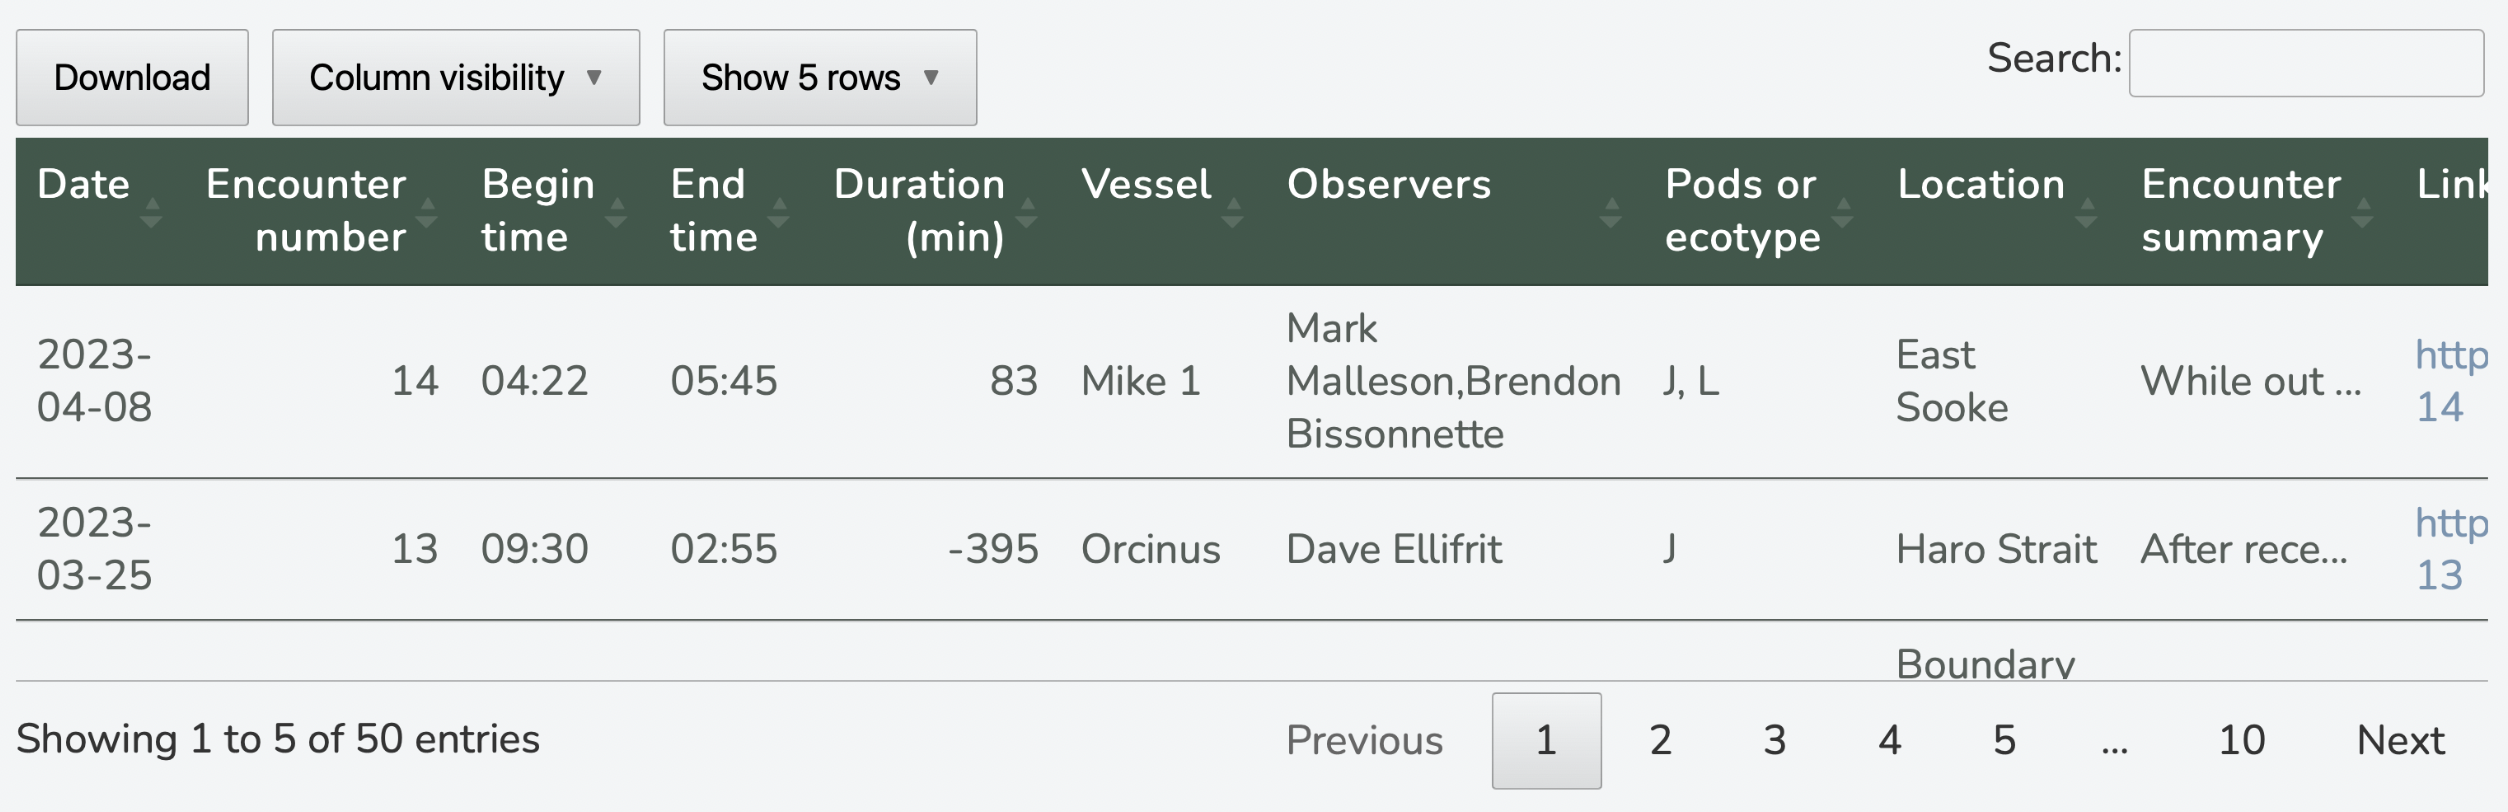 Download Column visibility ▼ Show 5 rows ▼ Search:
Date Encounter number Begin time End time Duration (min) Vessel Observers Pods or ecotype Location Encounter summary Link
2023-04-08 14 04:22 05:45 83 Mike 1 Mark Malleson,Brendon Bissonnette J, L East Sooke While out ... http 14
2023-03-25 13 09:30 02:55 -395 Orcinus Dave Ellifrit J Haro Strait After rece... http 13
Boundary
Showing 1 to 5 of 50 entries Previous 1 2 3 4 5 ... 10 Next